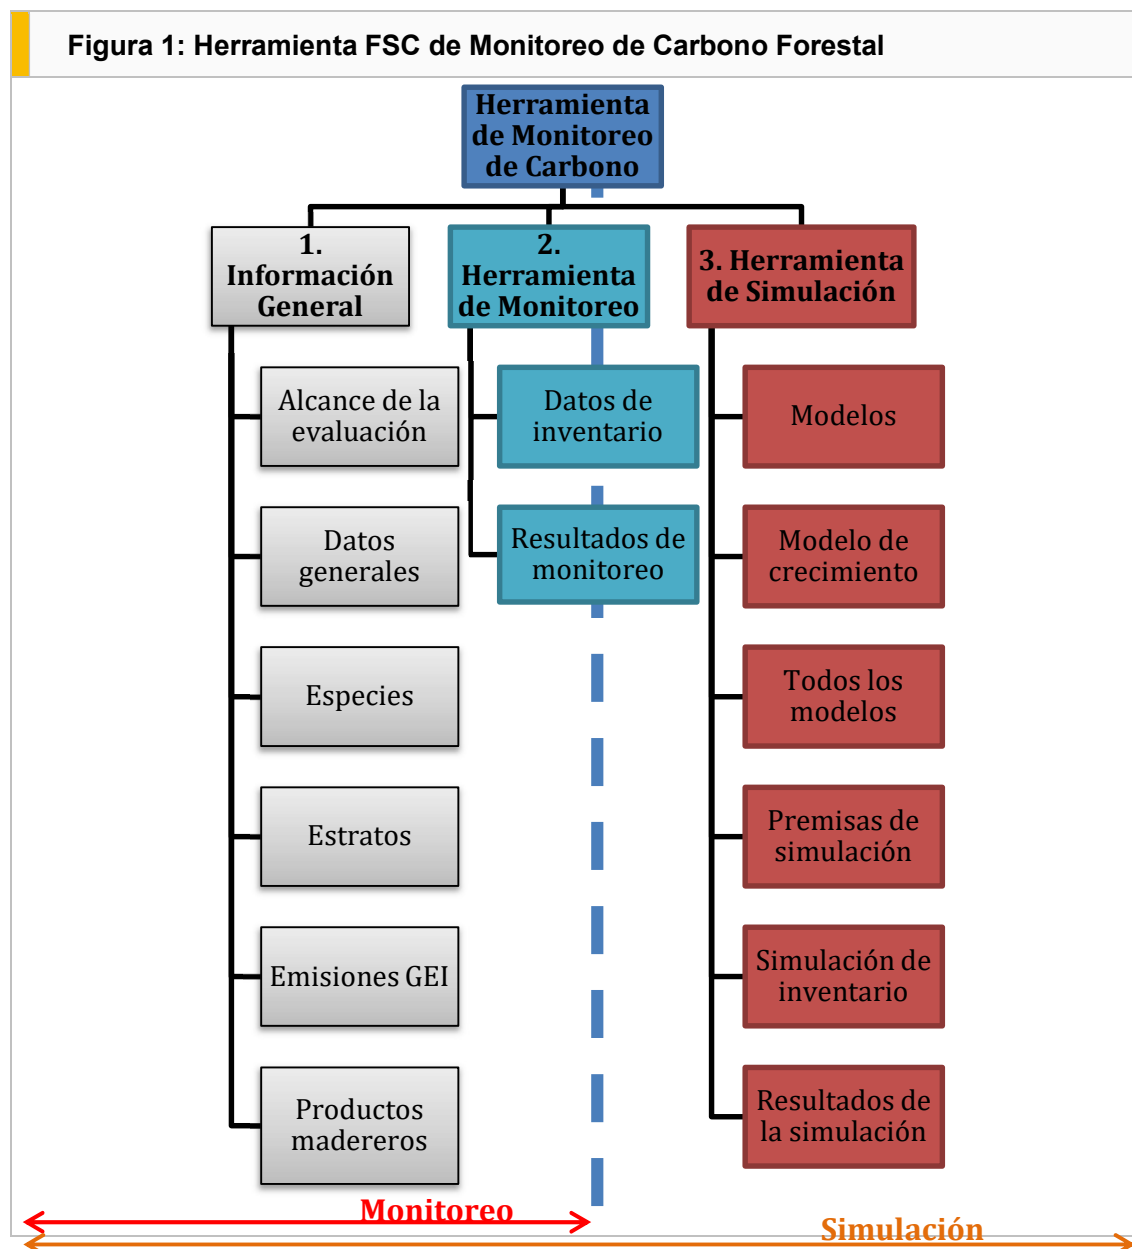 Figura 1: Herramienta FSC de Monitoreo de Carbono Forestal
Herramienta
de Monitoreo
de Carbono
1.
Información
General
Alcance de la
evaluación
Datos
generales
Especies
Estratos
Emisiones GEI
Productos
madereros
2.
Herramienta
de Monitoreo
Datos de
inventario
Resultados de
monitoreo
3. Herramienta
de Simulación
Modelos
Modelo de
crecimiento
Todos los
modelos
Premisas de
simulación
Simulación de
inventario
Resultados de
la simulación
Monitoreo
Simulación